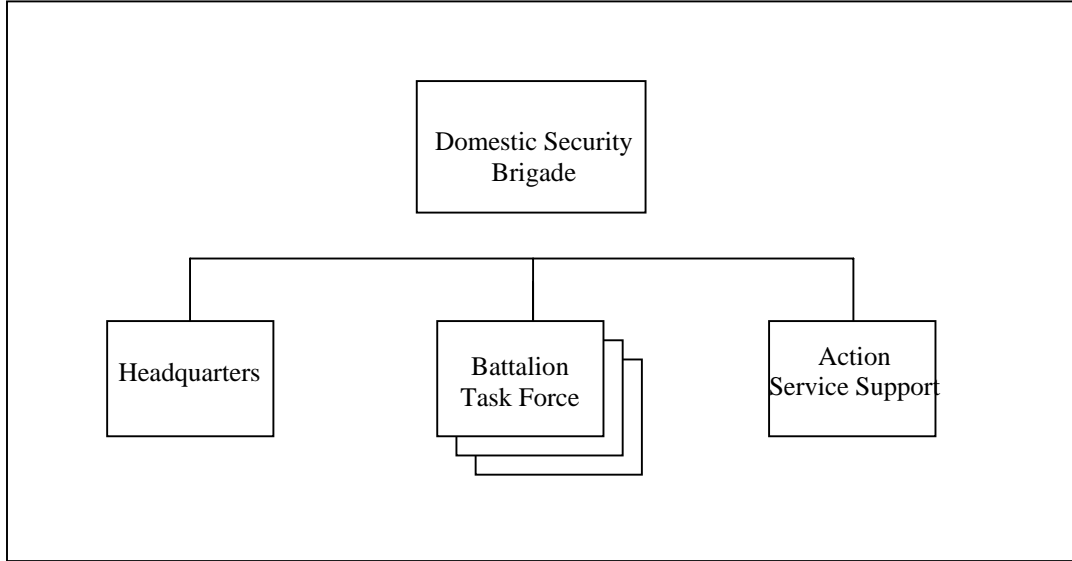 Domestic Security
Brigade
Headquarters
Battalion
Task Force
Action
Service Support